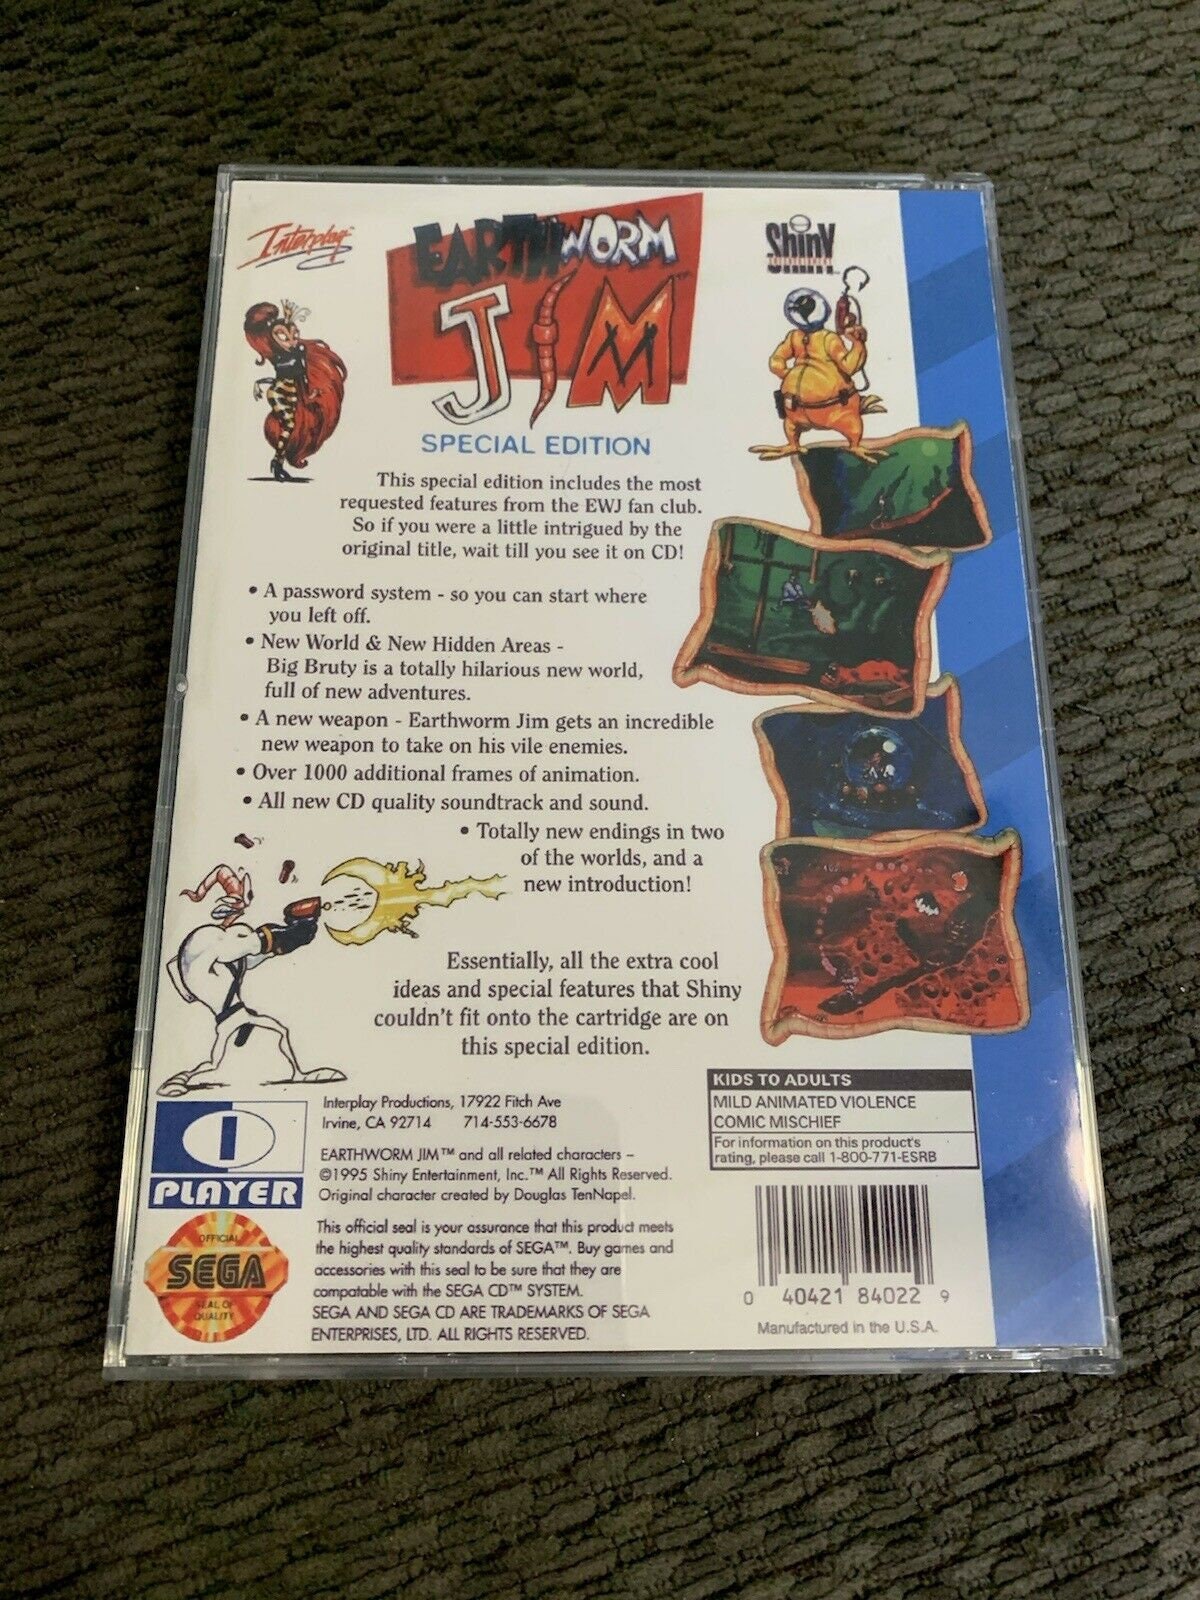 Interplay™
EARTHWORM
JIM™
Shiny
ENTERTAINMENT™
SPECIAL EDITION
This special edition includes the most
requested features from the EWJ fan club.
So if you were a little intrigued by the
original title, wait till you see it on CD!
• A password system - so you can start where
you left off.
• New World & New Hidden Areas -
Big Bruty is a totally hilarious new world,
full of new adventures.
• A new weapon - Earthworm Jim gets an incredible
new weapon to take on his vile enemies.
• Over 1000 additional frames of animation.
• All new CD quality soundtrack and sound.
• Totally new endings in two
of the worlds, and a
new introduction!
Essentially, all the extra cool
ideas and special features that Shiny
couldn't fit onto the cartridge are on
this special edition.
1
PLAYER
Interplay Productions, 17922 Fitch Ave
Irvine, CA 92714 714-553-6678
EARTHWORM JIM™ and all related characters –
©1995 Shiny Entertainment, Inc.™ All Rights Reserved.
Original character created by Douglas TenNapel.
This official seal is your assurance that this product meets
the highest quality standards of SEGA™. Buy games and
accessories with this seal to be sure that they are
compatable with the SEGA CD™ SYSTEM.
SEGA AND SEGA CD ARE TRADEMARKS OF SEGA
ENTERPRISES, LTD. ALL RIGHTS RESERVED.
OFFICIAL
SEGA
SEAL OF
QUALITY
KIDS TO ADULTS
MILD ANIMATED VIOLENCE
COMIC MISCHIEF
For information on this product's
rating, please call 1-800-771-ESRB
0 40421 84022 9
Manufactured in the U.S.A.